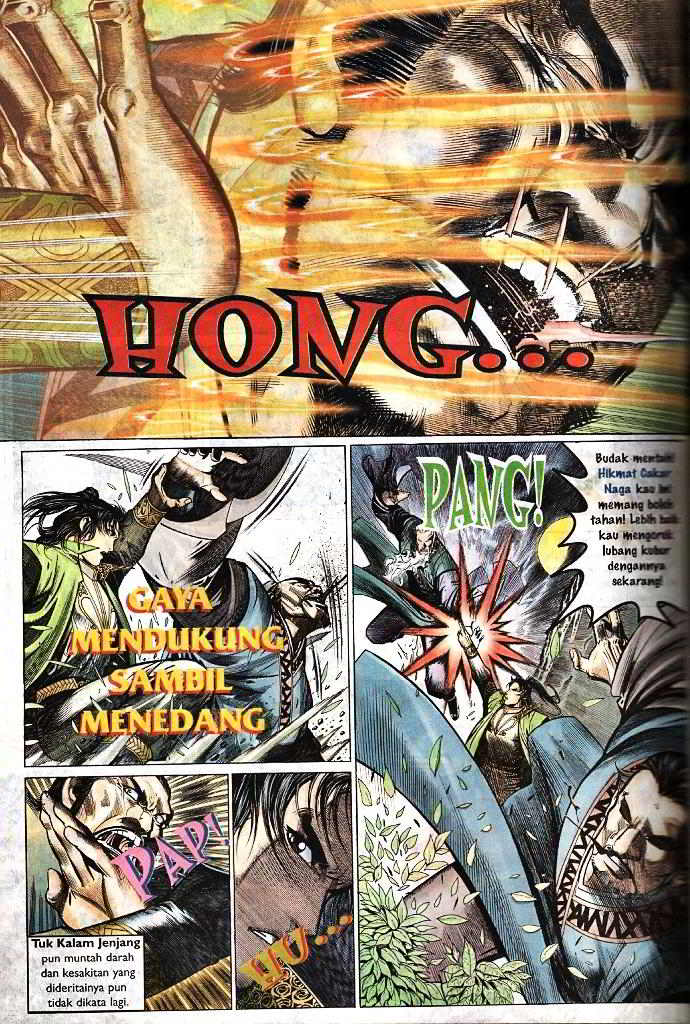 HONG...
GAYA
MENDUKUNG
SAMBIL
MENEDANG
PANG!
Budak mentah!
Hikmat Cakar
Naga kau ini
memang boleh
tahan! Lebih baik
kau mengorek
lubang kubur
dengannya
sekarang!
PAP!
Tuk Kalam Jenjang
pun muntah darah
dan kesakitan yang
dideritainya pun
tidak dikata lagi.
HU...